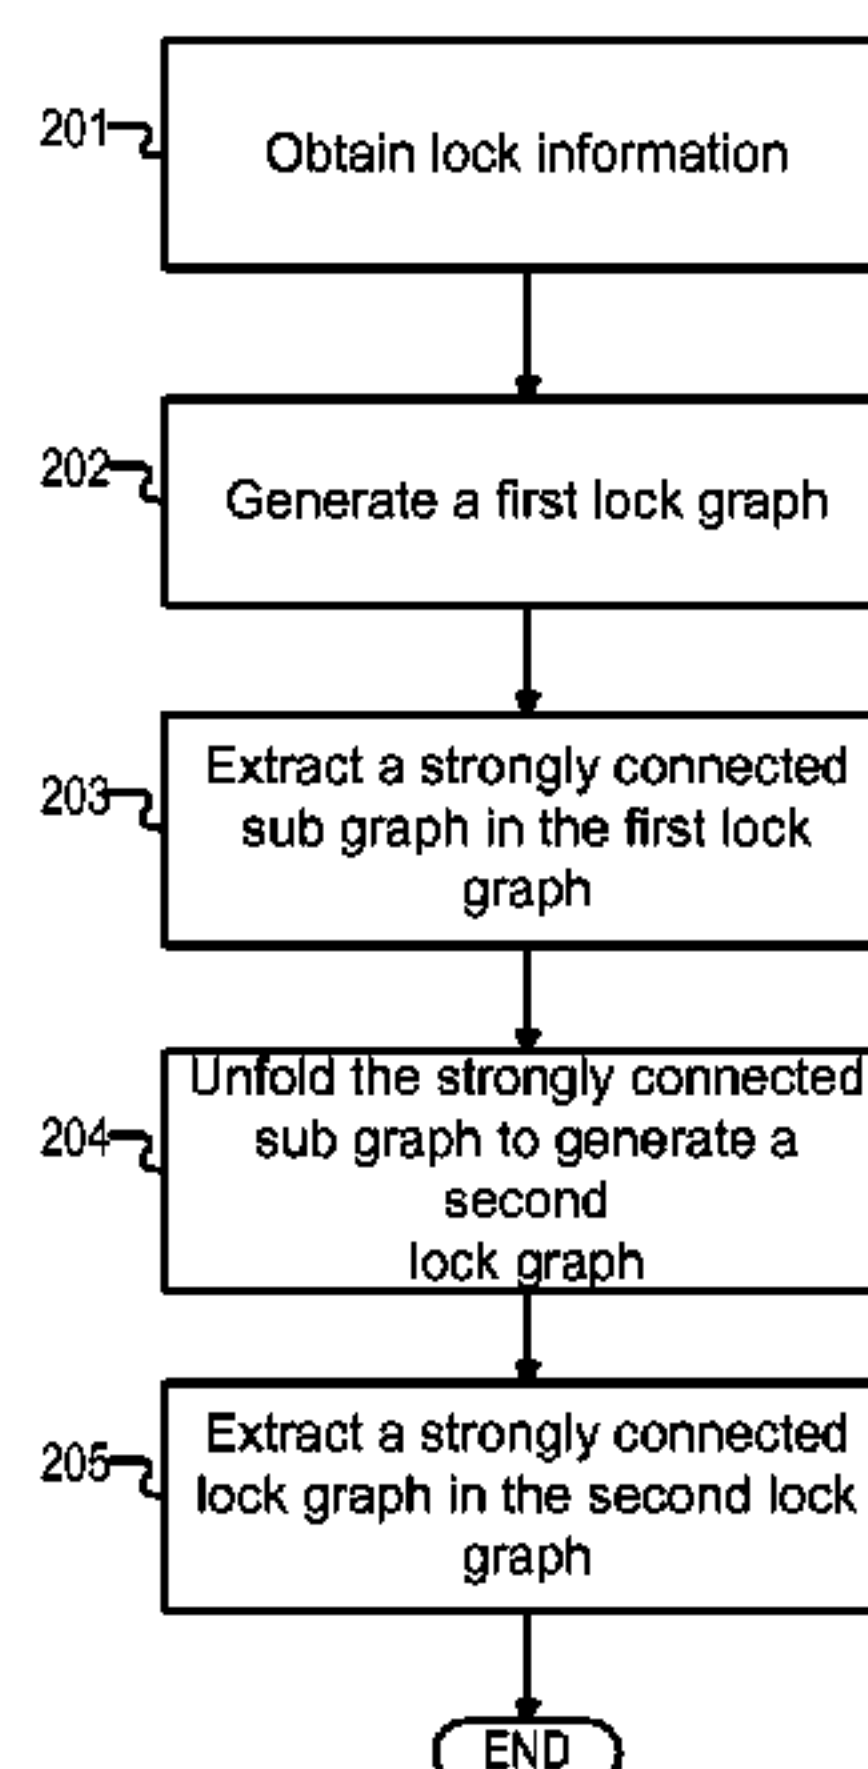 201
Obtain lock information
202
Generate a first lock graph
203
Extract a strongly connected
sub graph in the first lock
graph
204
Unfold the strongly connected
sub graph to generate a
second
lock graph
205
Extract a strongly connected
lock graph in the second lock
graph
END